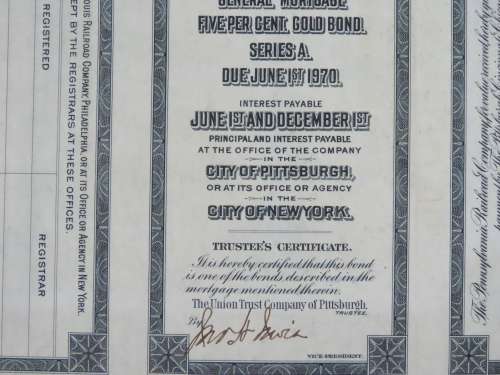 GENERAL, MORTGAGE
FIVE PER CENT. GOLD BOND.
SERIES A.
DUE JUNE 1ST 1970.
INTEREST PAYABLE
JUNE 1ST AND DECEMBER 1ST
PRINCIPAL AND INTEREST PAYABLE
AT THE OFFICE OF THE COMPANY
IN THE
CITY OF PITTSBURGH,
OR AT ITS OFFICE OR AGENCY
IN THE
CITY OF NEW YORK.
TRUSTEE'S CERTIFICATE.
It is hereby certified that this bond
is one of the bonds described in the
mortgage mentioned therein.
The Union Trust Company of Pittsburgh,
TRUSTEE.
By
VICE-PRESIDENT.
LOUIS RAILROAD COMPANY, PHILADELPHIA, OR AT ITS OFFICE OR AGENCY IN NEW YORK.
EPT BY THE REGISTRARS AT THESE OFFICES.
REGISTERED
REGISTRAR
The Pennsylvania Railroad Company, for value received, hereby